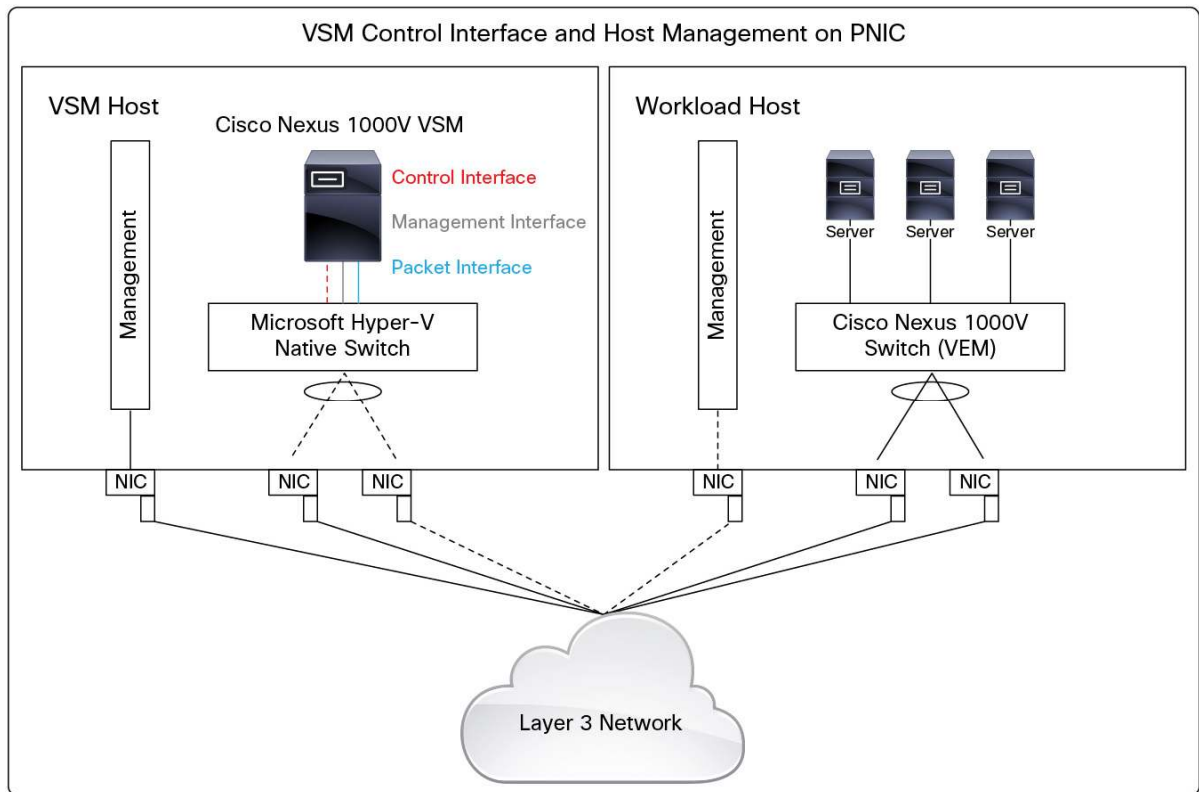 VSM Control Interface and Host Management on PNIC
VSM Host
Cisco Nexus 1000V VSM
Control Interface
Management Interface
Packet Interface
Management
Microsoft Hyper-V
Native Switch
NIC
NIC
NIC
Workload Host
Management
Server
Server
Server
Cisco Nexus 1000V
Switch (VEM)
NIC
NIC
NIC
Layer 3 Network